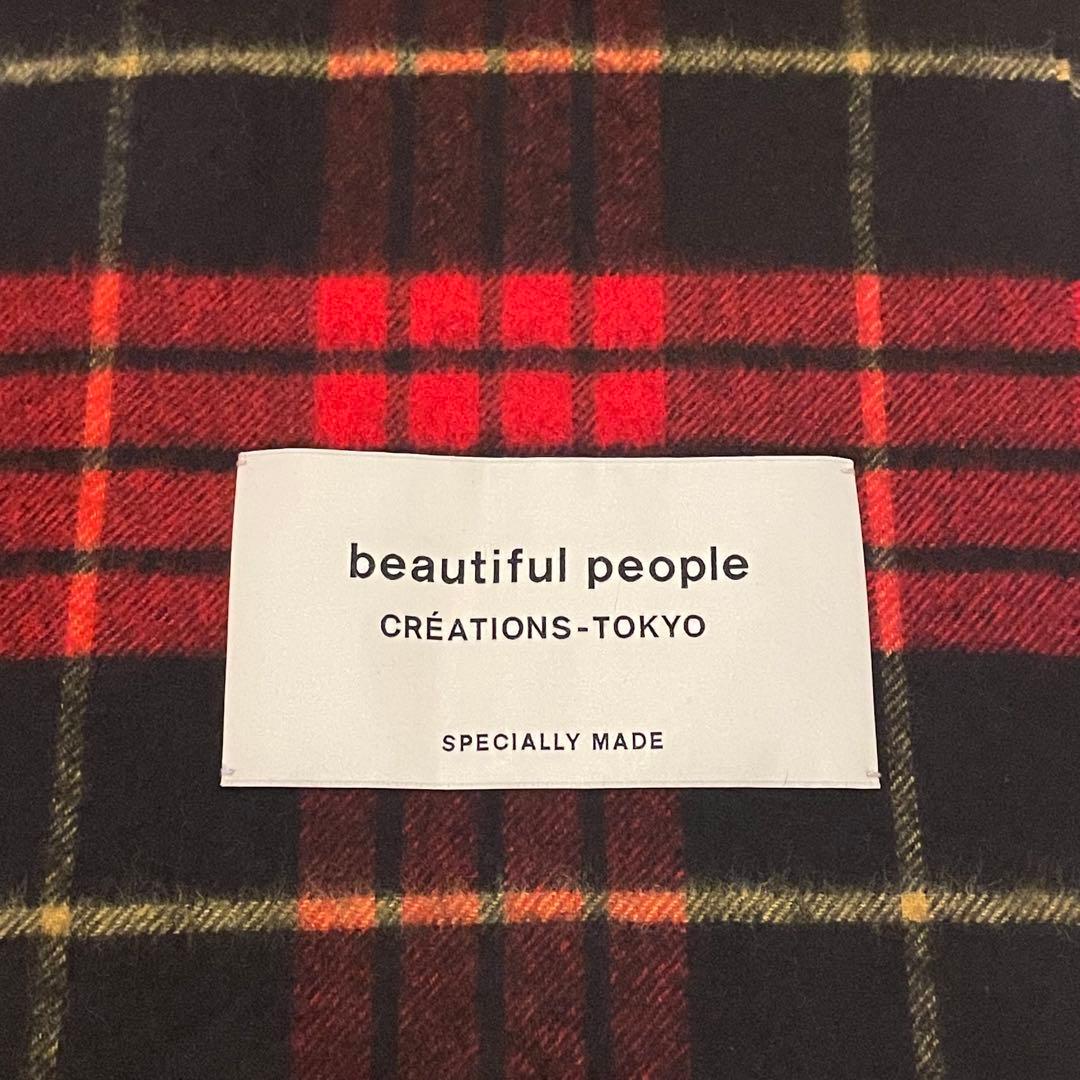 beautiful people
CRÉATIONS-TOKYO
SPECIALLY MADE